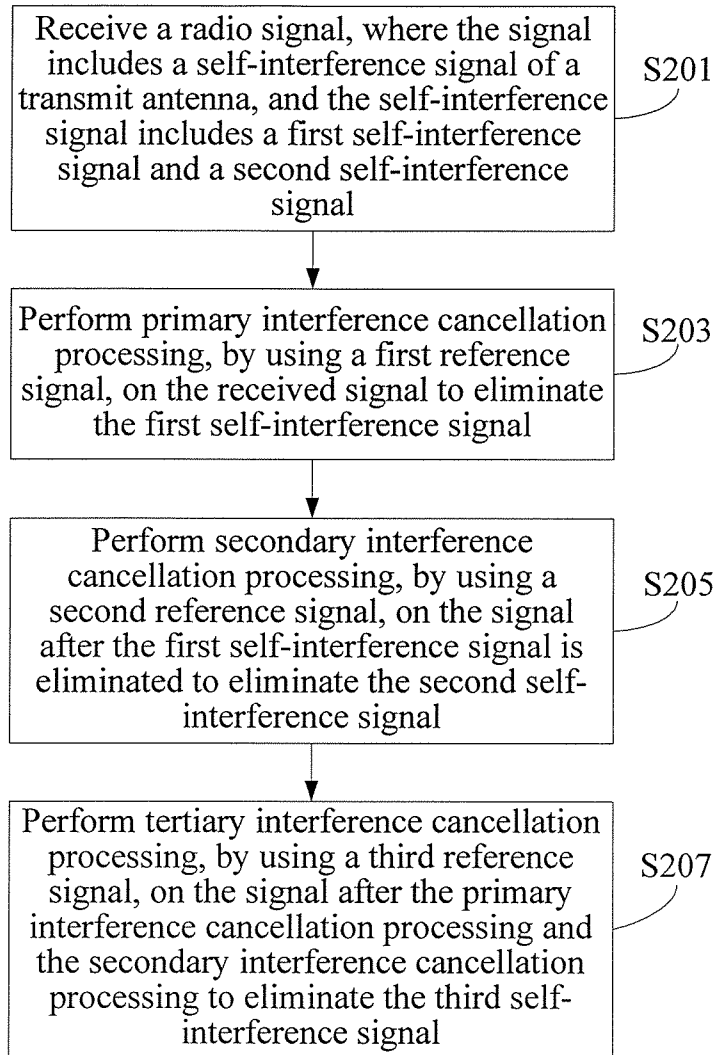 Receive a radio signal, where the signal
includes a self-interference signal of a
transmit antenna, and the self-interference
signal includes a first self-interference
signal and a second self-interference
signal
S201
Perform primary interference cancellation
processing, by using a first reference
signal, on the received signal to eliminate
the first self-interference signal
S203
Perform secondary interference
cancellation processing, by using a
second reference signal, on the signal
after the first self-interference signal is
eliminated to eliminate the second self-
interference signal
S205
Perform tertiary interference cancellation
processing, by using a third reference
signal, on the signal after the primary
interference cancellation processing and
the secondary interference cancellation
processing to eliminate the third self-
interference signal
S207